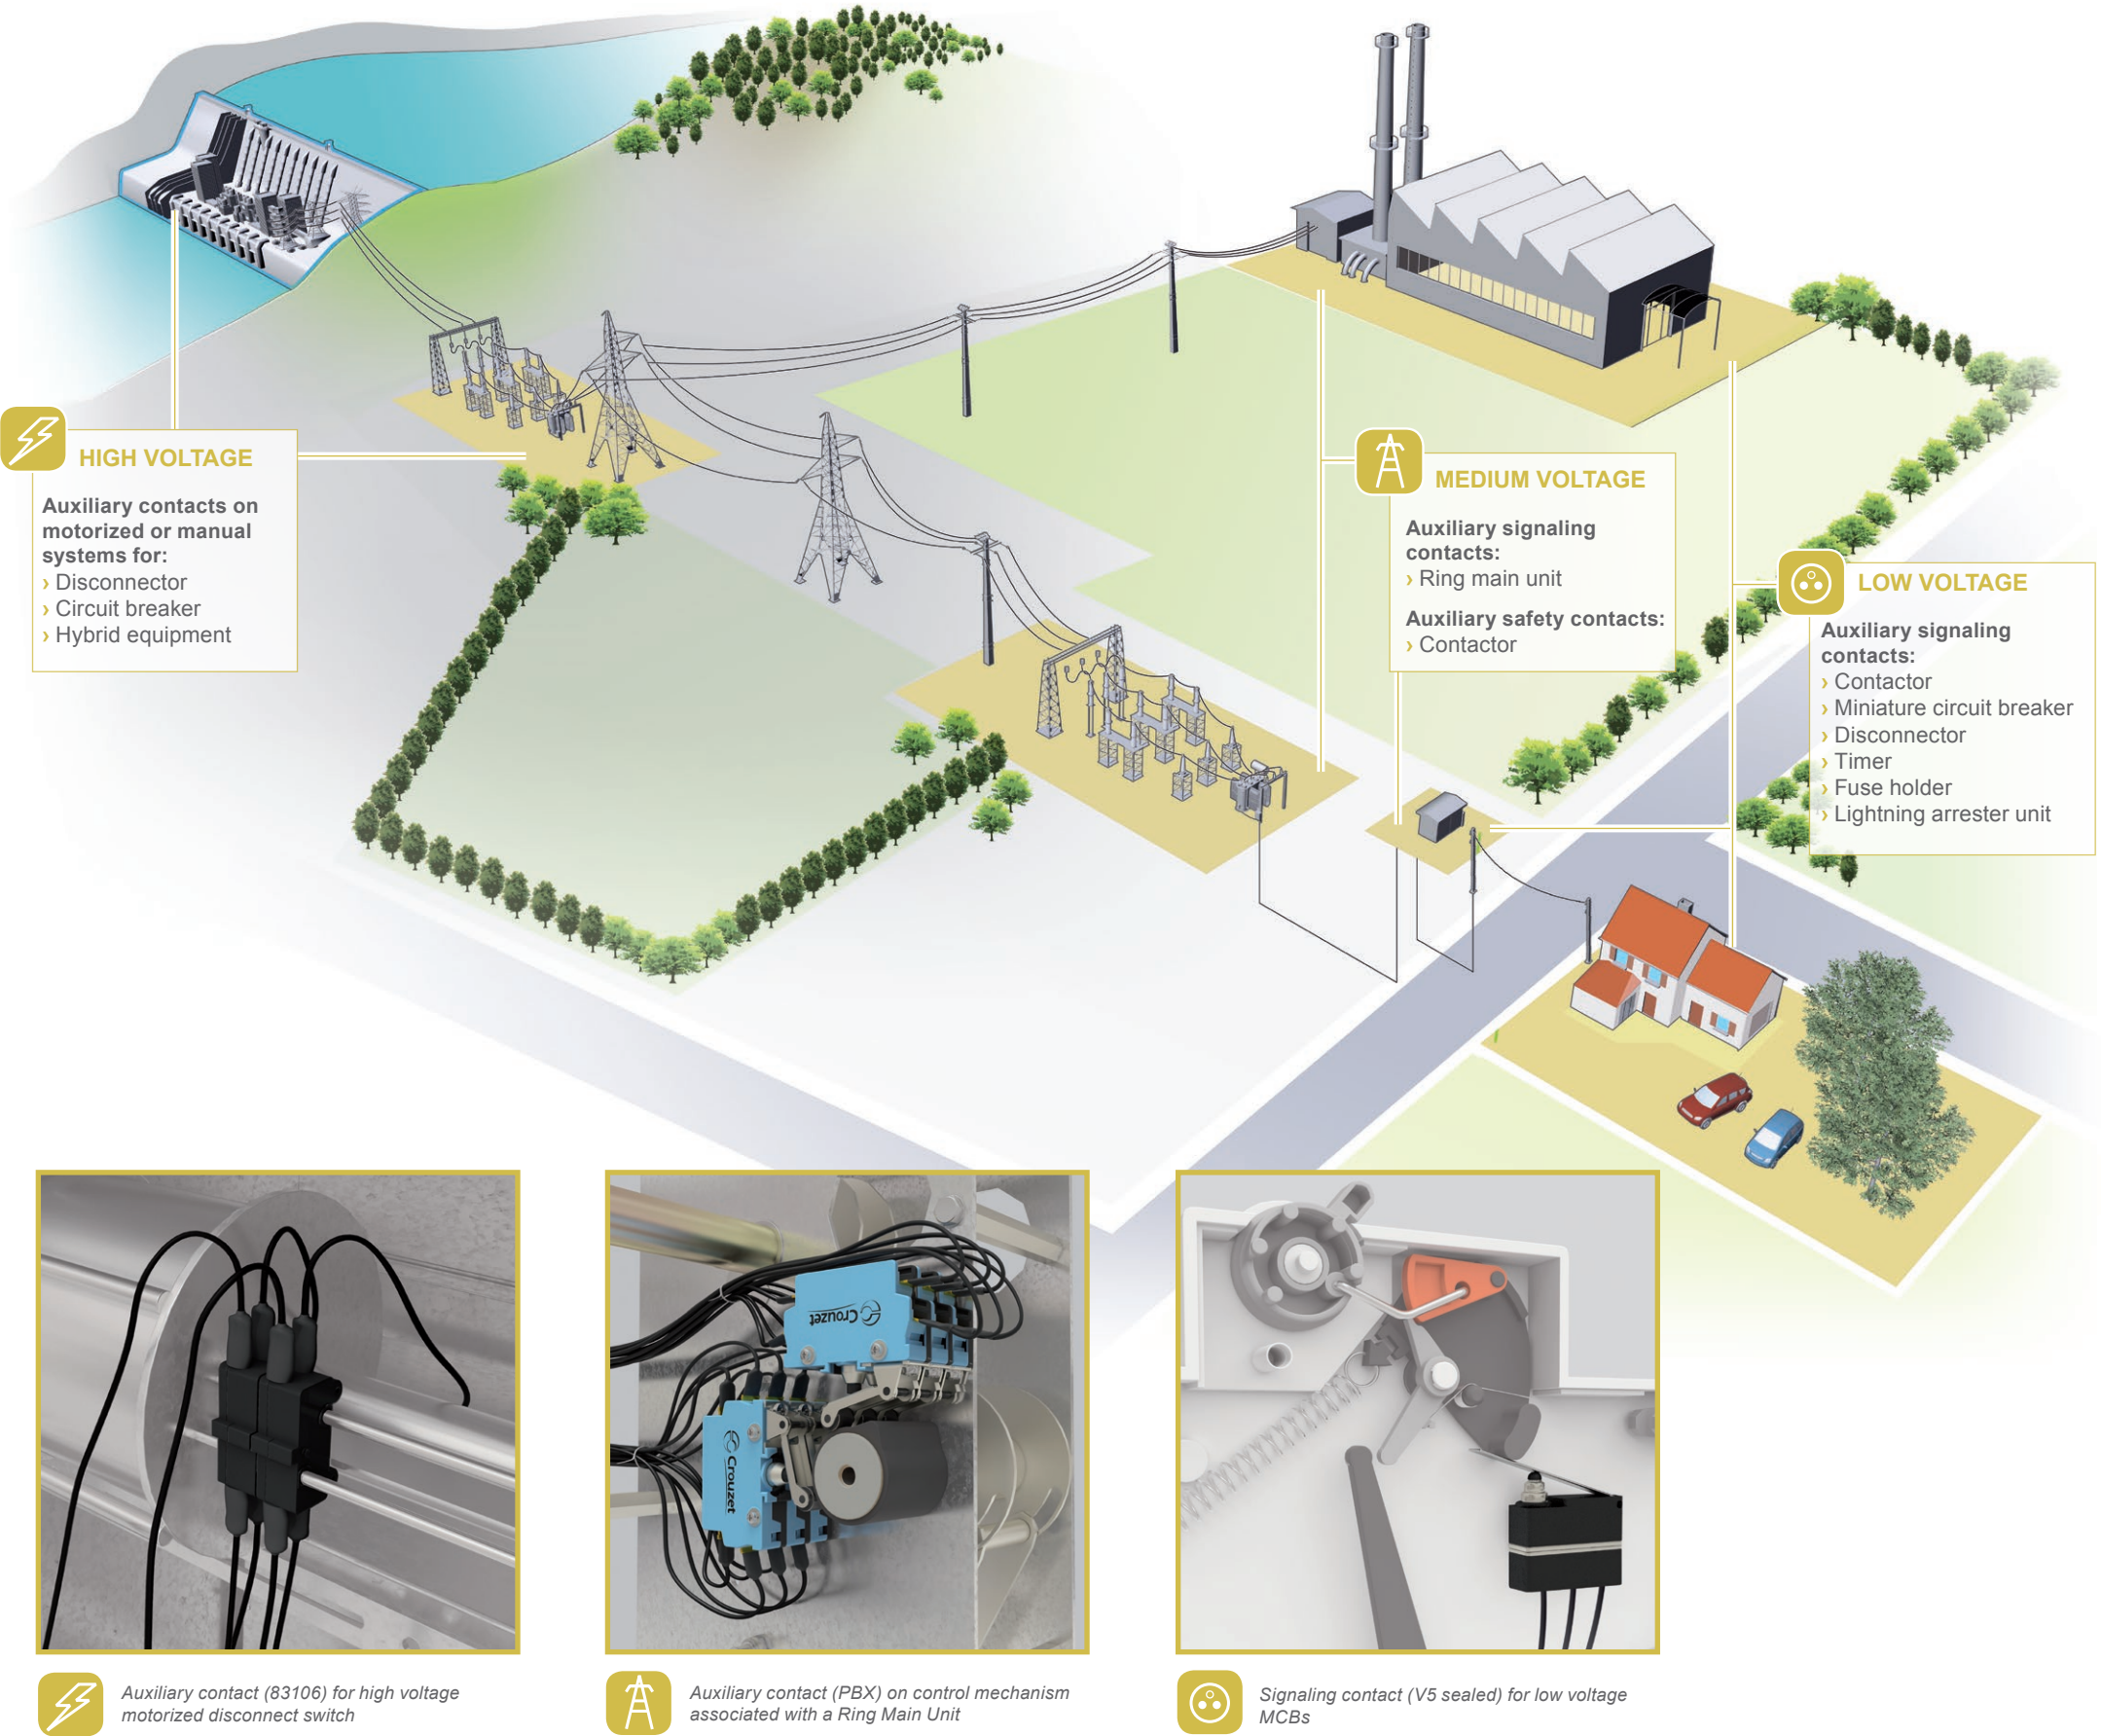 HIGH VOLTAGE
Auxiliary contacts on
motorized or manual
systems for:
› Disconnector
› Circuit breaker
› Hybrid equipment
MEDIUM VOLTAGE
Auxiliary signaling
contacts:
› Ring main unit
Auxiliary safety contacts:
› Contactor
LOW VOLTAGE
Auxiliary signaling
contacts:
› Contactor
› Miniature circuit breaker
› Disconnector
› Timer
› Fuse holder
› Lightning arrester unit
Crouzet
Crouzet
Auxiliary contact (83106) for high voltage
motorized disconnect switch
Auxiliary contact (PBX) on control mechanism
associated with a Ring Main Unit
Signaling contact (V5 sealed) for low voltage
MCBs